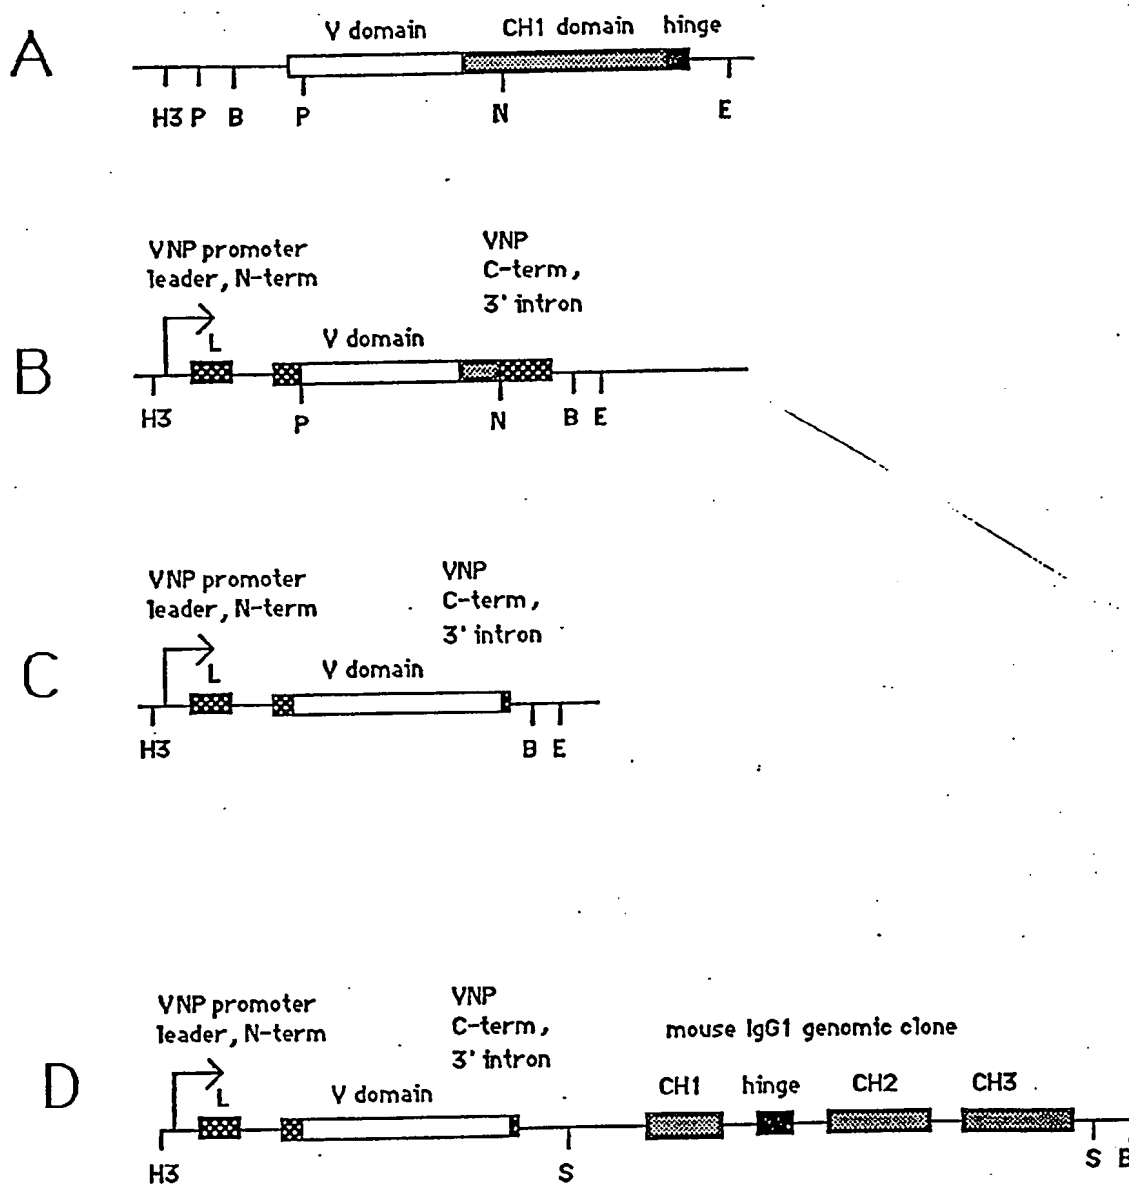 A
V domain CH1 domain hinge
H3 P B P N E
B
VNP promoter
leader, N-term
VNP
C-term,
3' intron
L
V domain
H3 P N B E
C
VNP promoter
leader, N-term
VNP
C-term,
3' intron
L
V domain
H3 B E
D
VNP promoter
leader, N-term
VNP
C-term,
3' intron
mouse IgG1 genomic clone
L
V domain
CH1 hinge CH2 CH3
H3 S S B